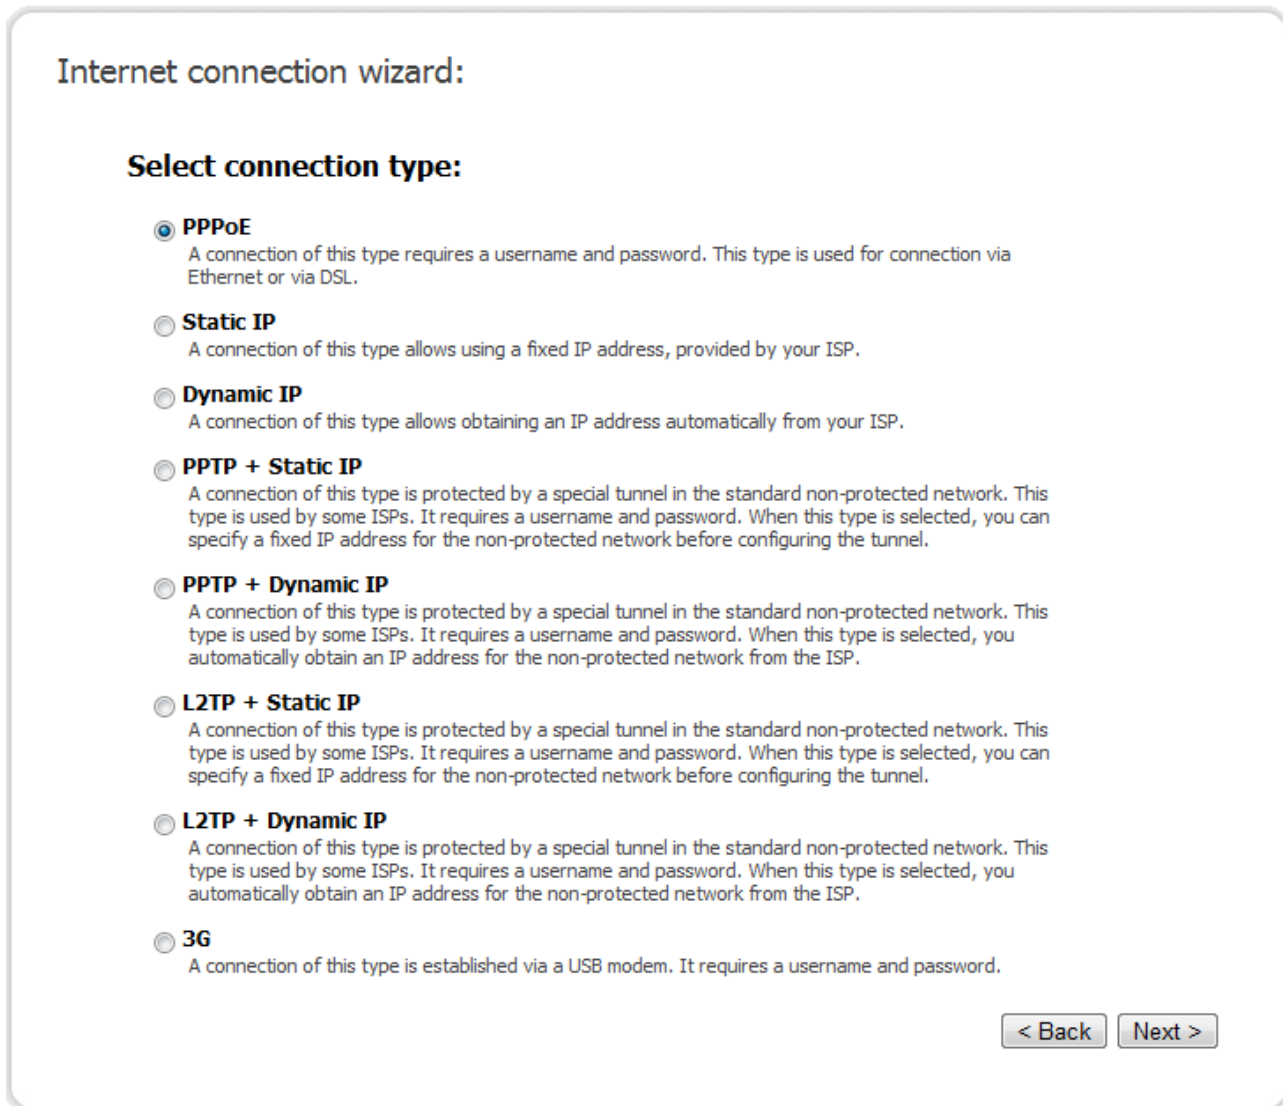 Internet connection wizard:
Select connection type:
PPPoE
A connection of this type requires a username and password. This type is used for connection via
Ethernet or via DSL.
Static IP
A connection of this type allows using a fixed IP address, provided by your ISP.
Dynamic IP
A connection of this type allows obtaining an IP address automatically from your ISP.
PPTP + Static IP
A connection of this type is protected by a special tunnel in the standard non-protected network. This
type is used by some ISPs. It requires a username and password. When this type is selected, you can
specify a fixed IP address for the non-protected network before configuring the tunnel.
PPTP + Dynamic IP
A connection of this type is protected by a special tunnel in the standard non-protected network. This
type is used by some ISPs. It requires a username and password. When this type is selected, you
automatically obtain an IP address for the non-protected network from the ISP.
L2TP + Static IP
A connection of this type is protected by a special tunnel in the standard non-protected network. This
type is used by some ISPs. It requires a username and password. When this type is selected, you can
specify a fixed IP address for the non-protected network before configuring the tunnel.
L2TP + Dynamic IP
A connection of this type is protected by a special tunnel in the standard non-protected network. This
type is used by some ISPs. It requires a username and password. When this type is selected, you
automatically obtain an IP address for the non-protected network from the ISP.
3G
A connection of this type is established via a USB modem. It requires a username and password.
< Back Next >